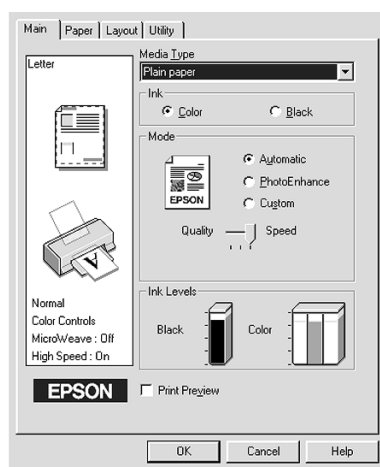 Main Paper Layout Utility
Letter
Normal
Color Controls
MicroWeave : Off
High Speed : On
EPSON
Media Type
Plain paper
Ink
Color Black
Mode
EPSON
Automatic
PhotoEnhance
Custom
Quality Speed
Ink Levels
Black Color
Print Preview
OK Cancel Help